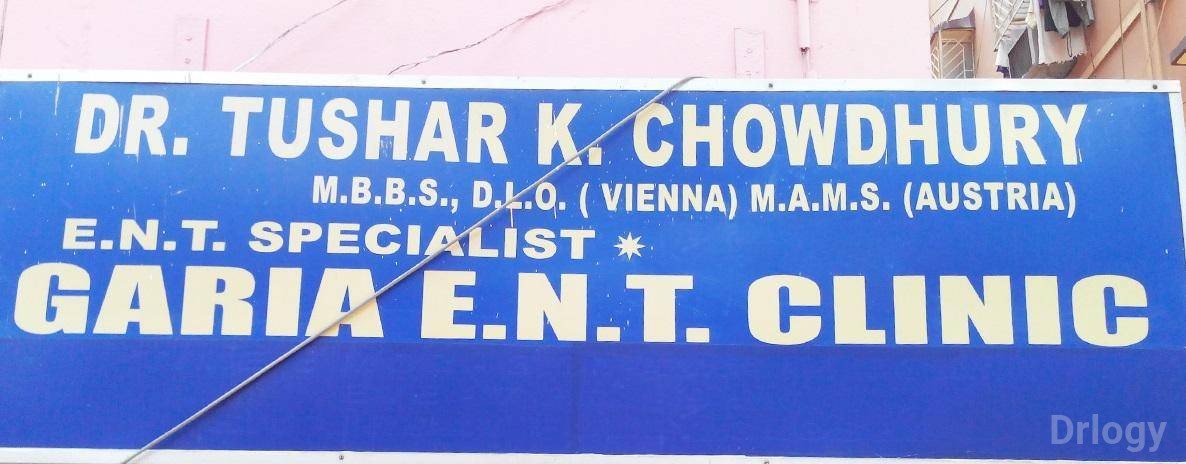 DR. TUSHAR K. CHOWDHURY
M.B.B.S., D.L.O. ( VIENNA) M.A.M.S. (AUSTRIA)
E.N.T. SPECIALIST
GARIA E.N.T. CLINIC
Drlogy